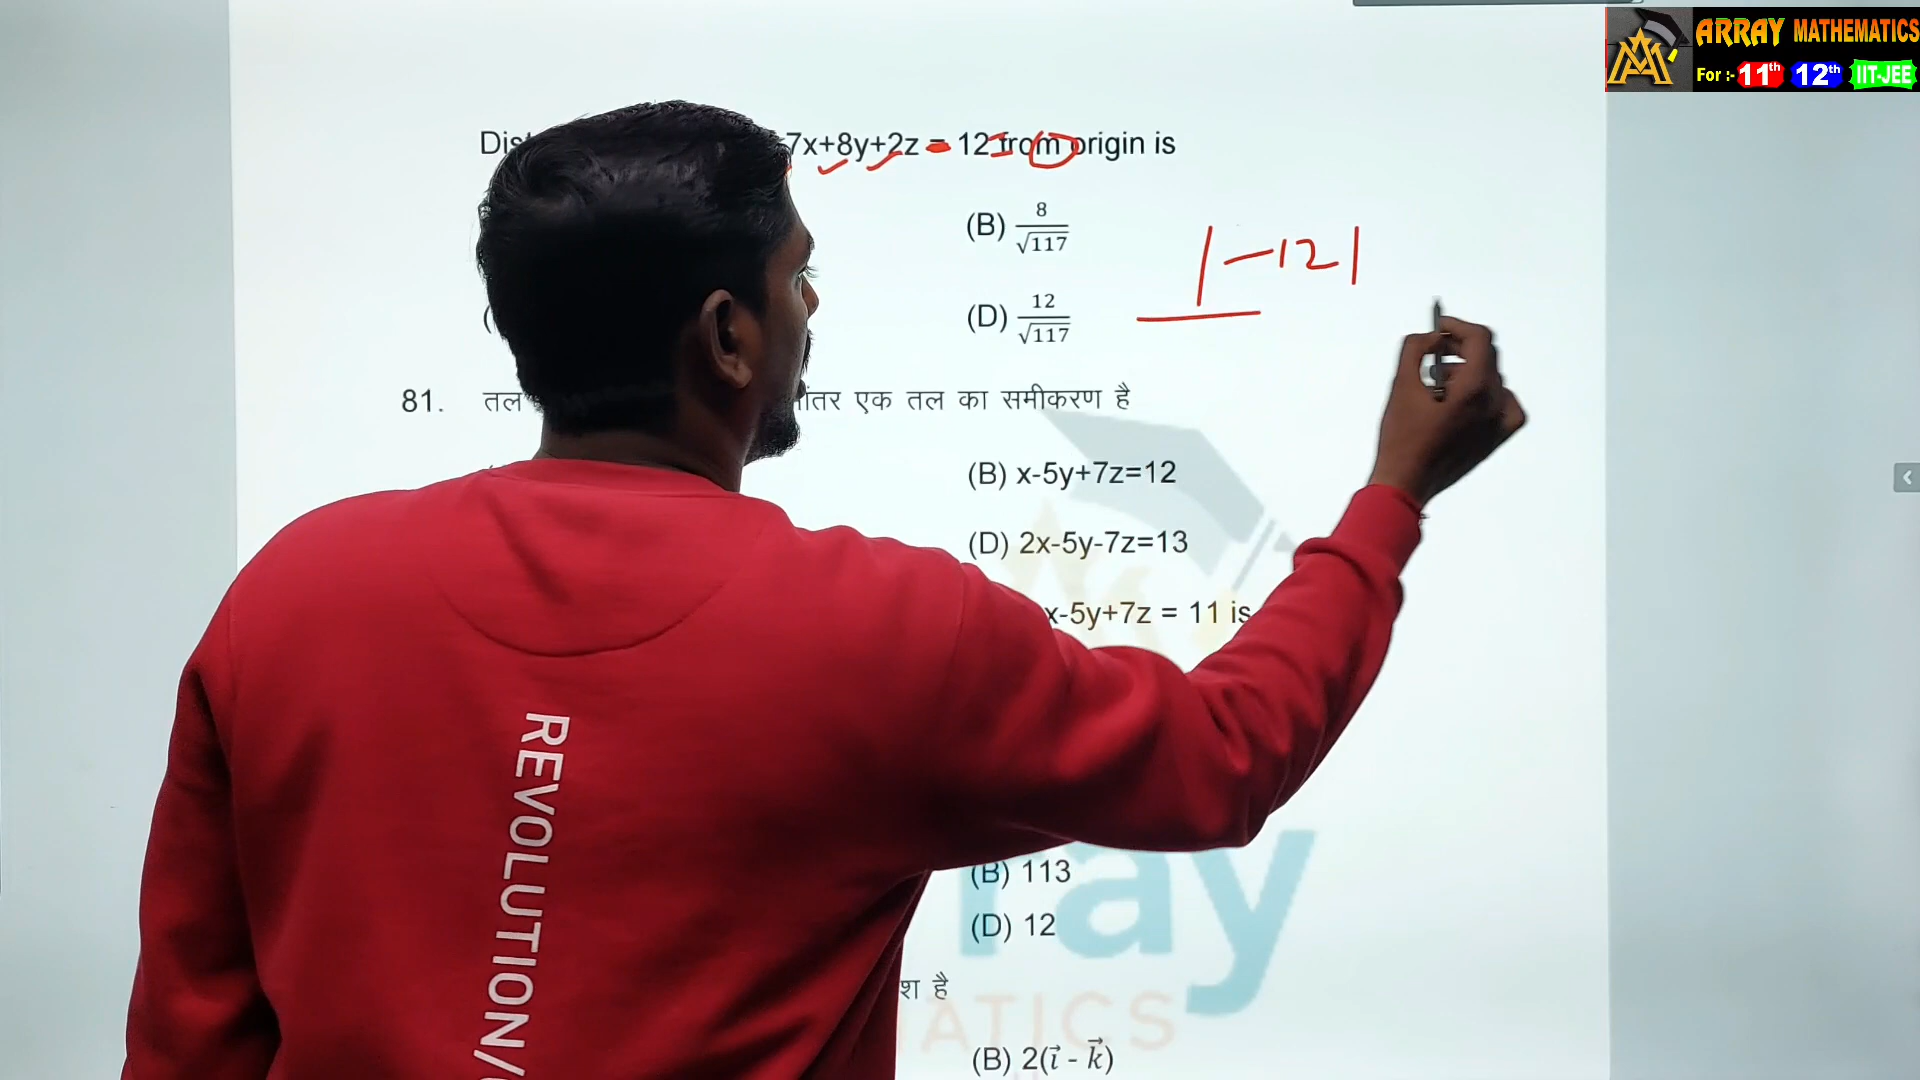 ARRAY MATHEMATICS
For :- 11th 12th IIT-JEE
7x+8y+2z = 12 from origin is
(B) 8/√117
|-12|
(D) 12/√117
81. तल एक तल का समीकरण है
(B) x-5y+7z=12
(D) 2x-5y-7z=13
x-5y+7z = 11 is
REVOLUTION/
(B) 113
(D) 12
ray
है
ATICS
(B) 2(i⃗ - k⃗)